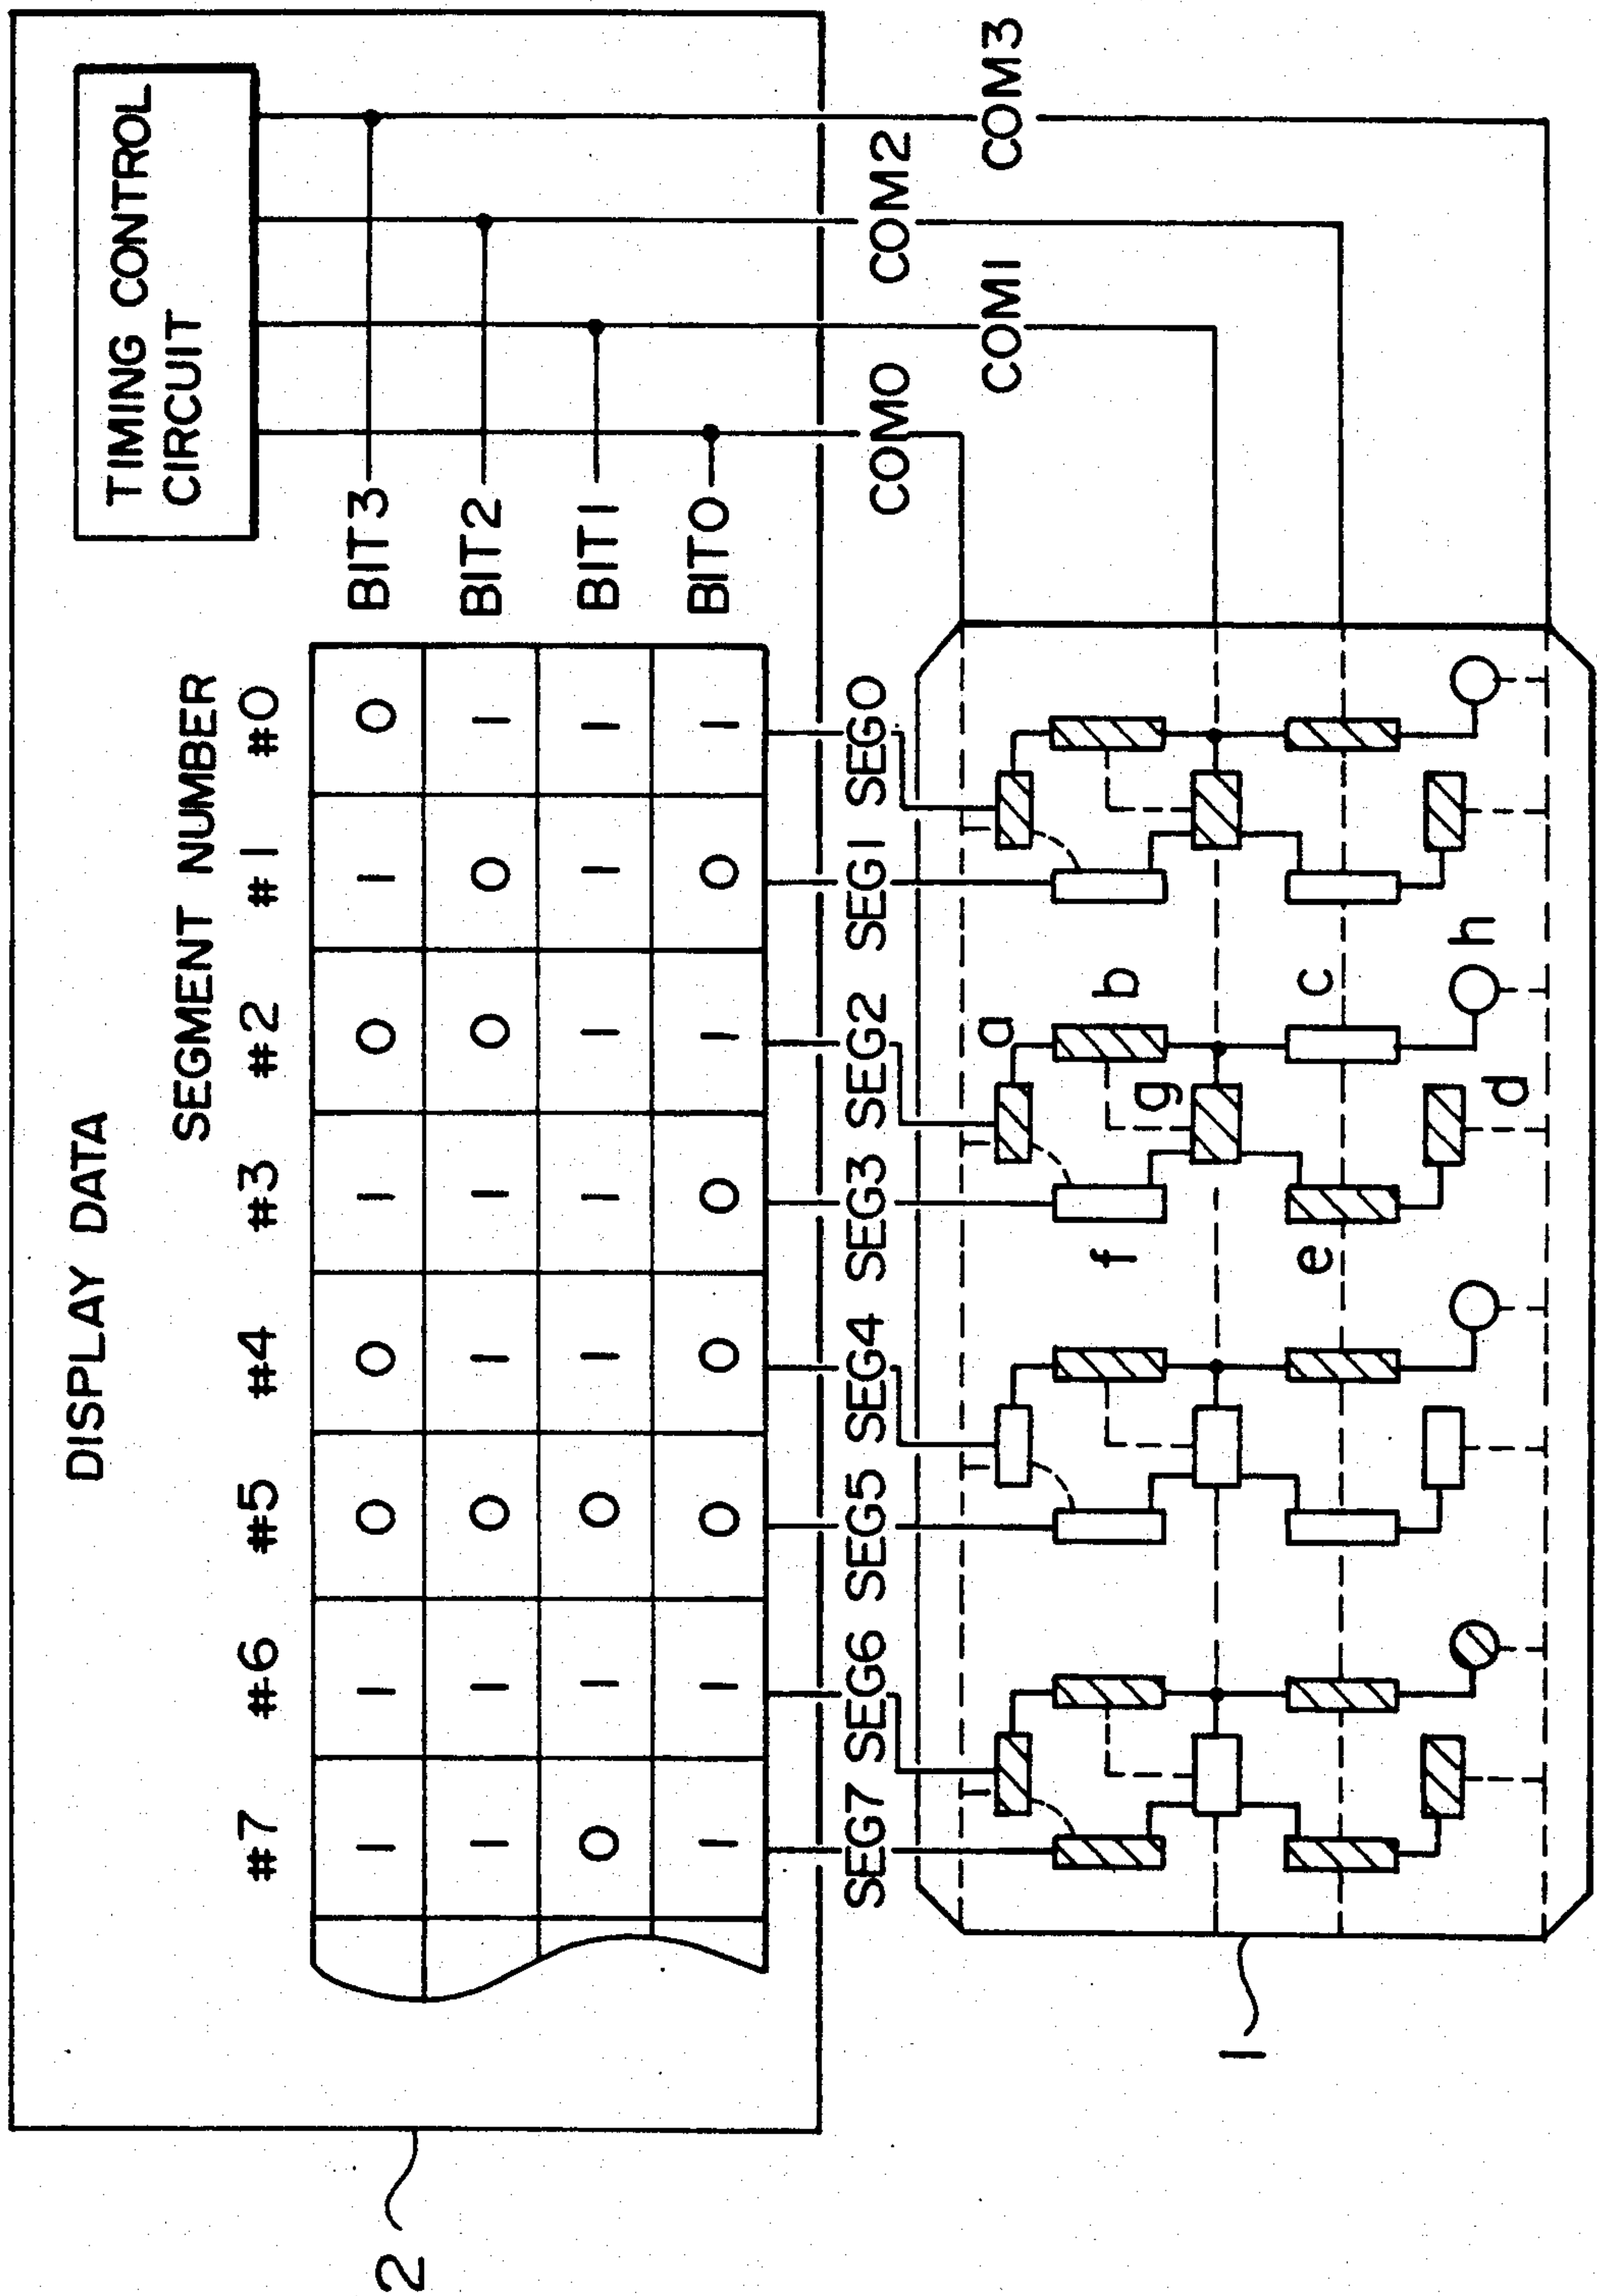 DISPLAY DATA
TIMING CONTROL
CIRCUIT
SEGMENT NUMBER
#7 #6 #5 #4 #3 #2 #1 #0
1 1 0 0 1 0 1 0 BIT3
1 1 0 1 1 0 0 1 BIT2
0 1 0 1 1 1 1 1 BIT1
1 1 0 0 0 1 0 1 BIT0
2
SEG7 SEG6 SEG5 SEG4 SEG3 SEG2 SEG1 SEG0
COM0 COM2
COM1 COM3
a
f b
g
e c
d h
1